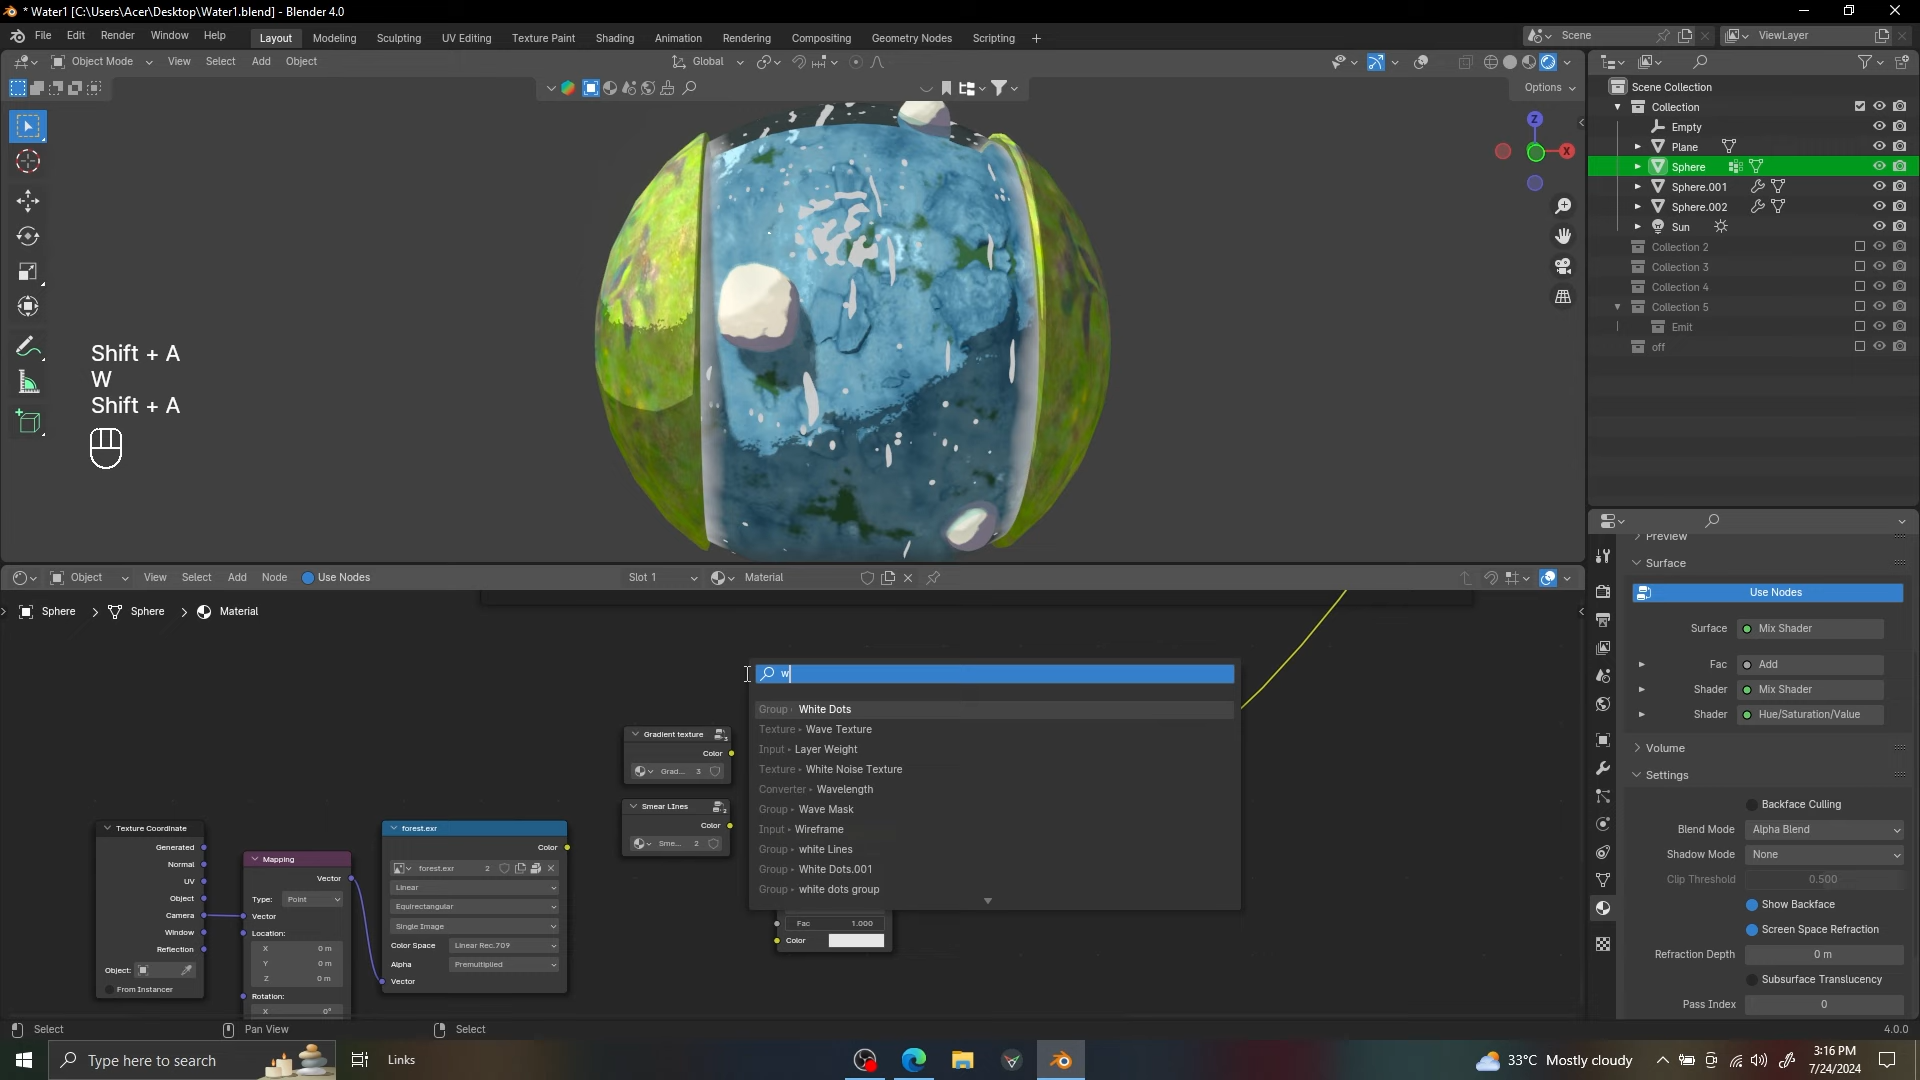 * Water1 [C:\Users\Acer\Desktop\Water1.blend] - Blender 4.0
File Edit Render Window Help Layout Modeling Sculpting UV Editing Texture Paint Shading Animation Rendering Compositing Geometry Nodes Scripting + Scene ViewLayer
Object Mode View Select Add Object Global
Options
Scene Collection
Collection
Empty
Plane
Sphere
Sphere.001
Sphere.002
Sun
Collection 2
Collection 3
Collection 4
Collection 5
Emit
off
Z
X
Shift + A
W
Shift + A
Object View Select Add Node Use Nodes Slot 1 Material
Sphere > Sphere > Material
w
Group White Dots
Texture Wave Texture
Input Layer Weight
Texture White Noise Texture
Converter Wavelength
Group Wave Mask
Input Wireframe
Group white Lines
Group White Dots.001
Group white dots group
Gradient texture
Color
Grad... 3
Smear LInes
Color
Sme... 2
Texture Coordinate
Generated
Normal
UV
Object
Camera
Window
Reflection
Object:
From Instancer
Mapping
Vector
Type: Point
Vector
Location:
X 0 m
Y 0 m
Z 0 m
Rotation:
X 0°
forest.exr
Color
forest.exr 2
Linear
Equirectangular
Single Image
Color Space Linear Rec.709
Alpha Premultiplied
Vector
Fac 1.000
Color
Preview
Surface
Use Nodes
Surface Mix Shader
Fac Add
Shader Mix Shader
Shader Hue/Saturation/Value
Volume
Settings
Backface Culling
Blend Mode Alpha Blend
Shadow Mode None
Clip Threshold 0.500
Show Backface
Screen Space Refraction
Refraction Depth 0 m
Subsurface Translucency
Pass Index 0
Select Pan View Select 4.0.0
Type here to search Links 33°C Mostly cloudy 3:16 PM
7/24/2024